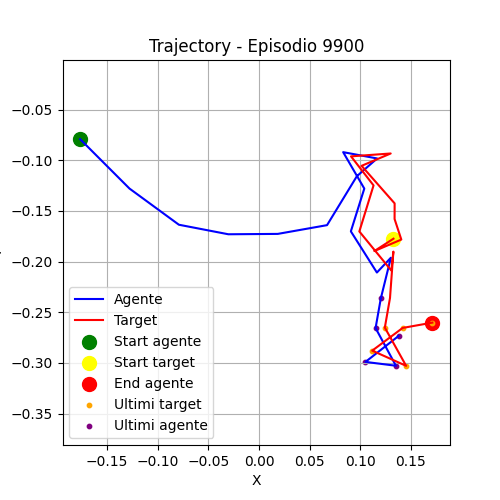 Trajectory - Episodio 9900
−0.05
−0.10
−0.15
−0.20
−0.25
−0.30
−0.35
Agente
Target
Start agente
Start target
End agente
Ultimi target
Ultimi agente
−0.15
−0.10
−0.05
0.00
0.05
0.10
0.15
X